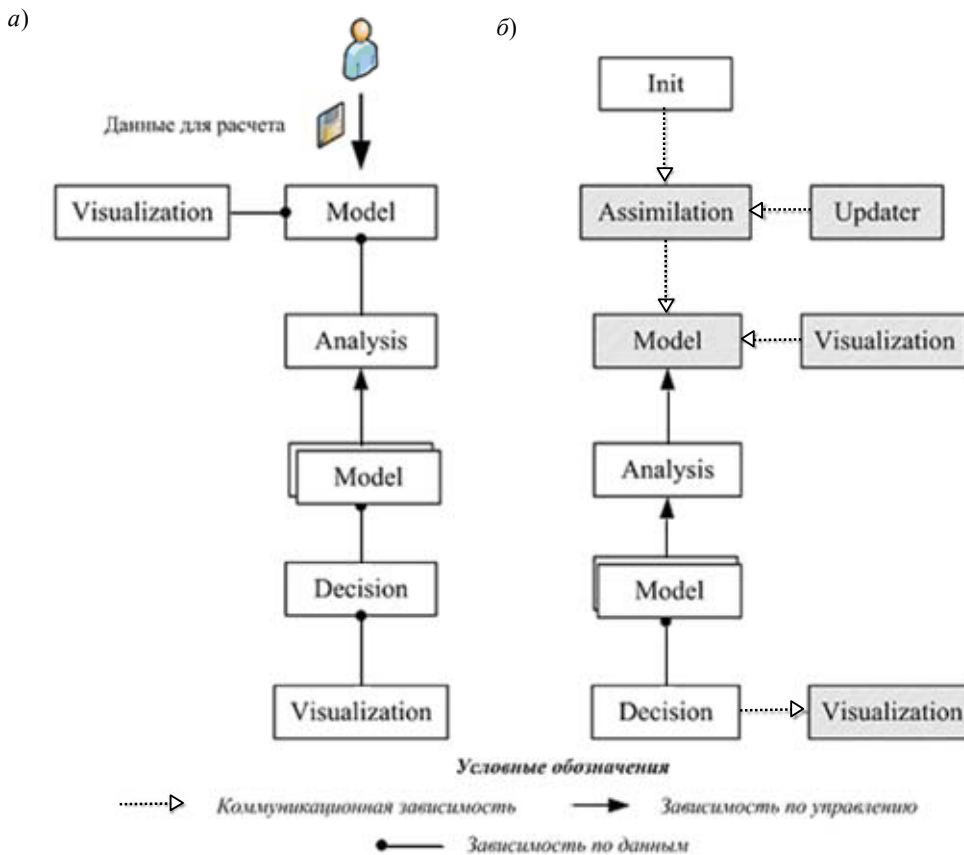 а)
Данные для расчета
Visualization
Model
Analysis
Model
Decision
Visualization
б)
Init
Assimilation
Updater
Model
Visualization
Analysis
Model
Decision
Visualization
Условные обозначения
Коммуникационная зависимость
Зависимость по управлению
Зависимость по данным